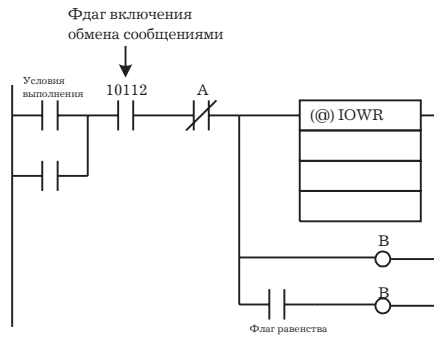 Фдаг включения
обмена сообщениями
Условия
выполнения
10112
A
(@) IOWR
B
B
Флаг равенства